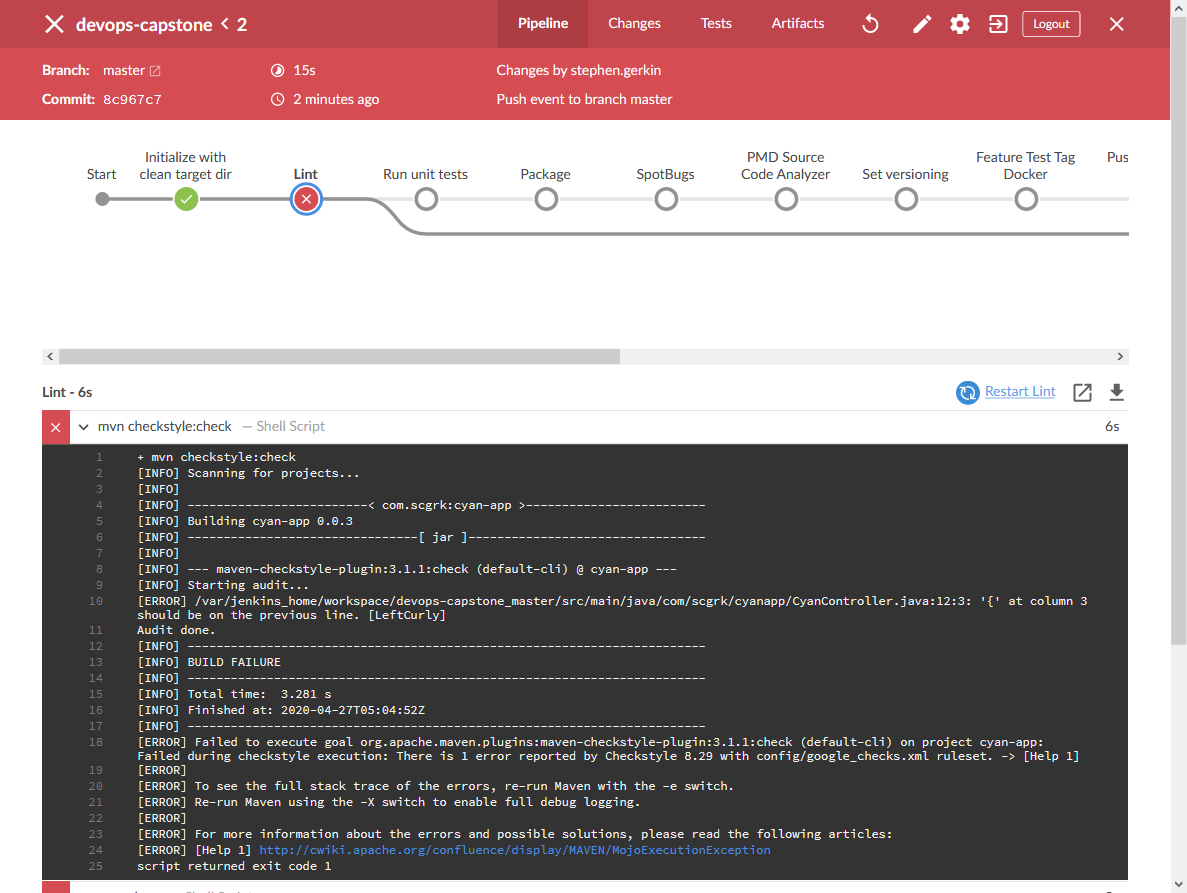 devops-capstone < 2
Pipeline
Changes
Tests
Artifacts
Logout
Branch: master
15s
Changes by stephen.gerkin
Commit: 8c967c7
2 minutes ago
Push event to branch master
Start
Initialize with
clean target dir
Lint
Run unit tests
Package
SpotBugs
PMD Source
Code Analyzer
Set versioning
Feature Test Tag
Docker
Pus
Lint - 6s
Restart Lint
mvn checkstyle:check — Shell Script
6s
1 + mvn checkstyle:check
2 [INFO] Scanning for projects...
3 [INFO]
4 [INFO] -------------------------< com.scgrk:cyan-app >-------------------------
5 [INFO] Building cyan-app 0.0.3
6 [INFO] --------------------------------[ jar ]---------------------------------
7 [INFO]
8 [INFO] --- maven-checkstyle-plugin:3.1.1:check (default-cli) @ cyan-app ---
9 [INFO] Starting audit...
10 [ERROR] /var/jenkins_home/workspace/devops-capstone_master/src/main/java/com/scgrk/cyanapp/CyanController.java:12:3: '{' at column 3
should be on the previous line. [LeftCurly]
11 Audit done.
12 [INFO] ------------------------------------------------------------------------
13 [INFO] BUILD FAILURE
14 [INFO] ------------------------------------------------------------------------
15 [INFO] Total time:  3.281 s
16 [INFO] Finished at: 2020-04-27T05:04:52Z
17 [INFO] ------------------------------------------------------------------------
18 [ERROR] Failed to execute goal org.apache.maven.plugins:maven-checkstyle-plugin:3.1.1:check (default-cli) on project cyan-app:
Failed during checkstyle execution: There is 1 error reported by Checkstyle 8.29 with config/google_checks.xml ruleset. -> [Help 1]
19 [ERROR]
20 [ERROR] To see the full stack trace of the errors, re-run Maven with the -e switch.
21 [ERROR] Re-run Maven using the -X switch to enable full debug logging.
22 [ERROR]
23 [ERROR] For more information about the errors and possible solutions, please read the following articles:
24 [ERROR] [Help 1] http://cwiki.apache.org/confluence/display/MAVEN/MojoExecutionException
25 script returned exit code 1